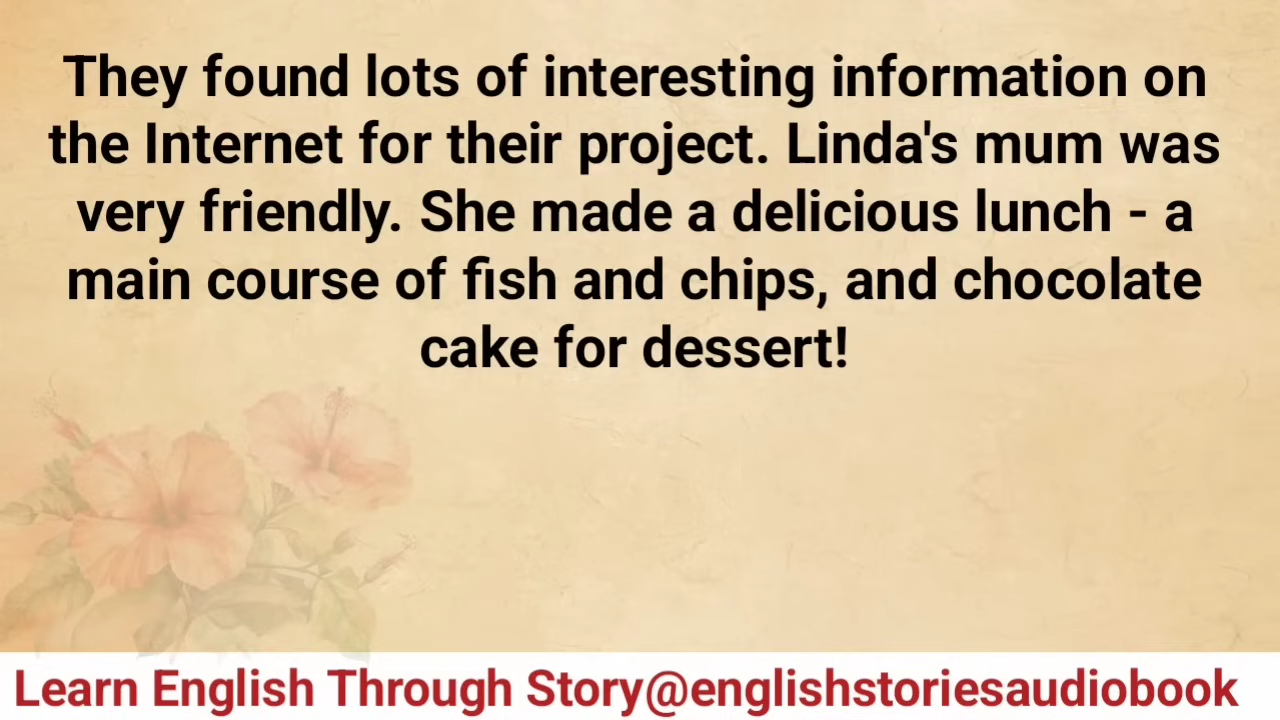 They found lots of interesting information on
the Internet for their project. Linda's mum was
very friendly. She made a delicious lunch - a
main course of fish and chips, and chocolate
cake for dessert!
Learn English Through Story@englishstoriesaudiobook